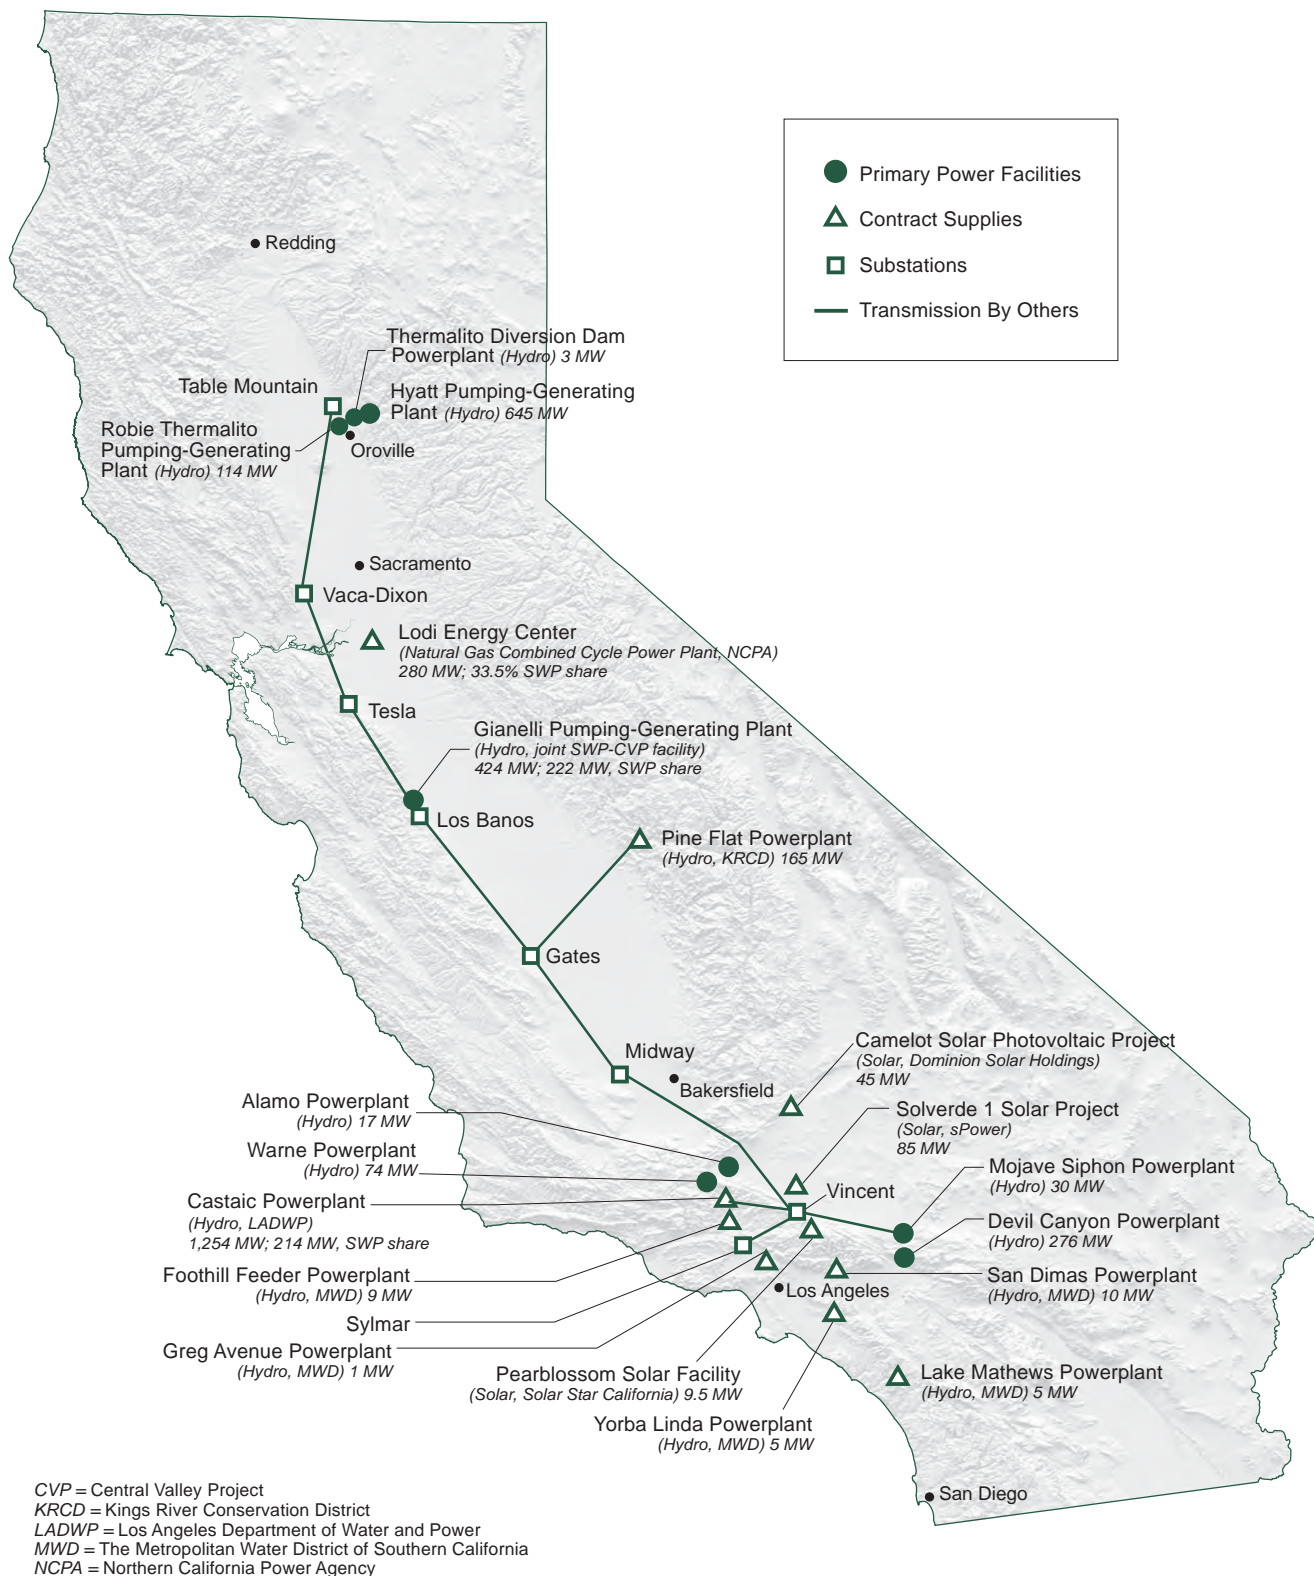 Primary Power Facilities
Contract Supplies
Substations
Transmission By Others
Redding
Thermalito Diversion Dam
Powerplant (Hydro) 3 MW
Table Mountain
Hyatt Pumping-Generating
Plant (Hydro) 645 MW
Robie Thermalito
Pumping-Generating
Plant (Hydro) 114 MW
Oroville
Sacramento
Vaca-Dixon
Lodi Energy Center
(Natural Gas Combined Cycle Power Plant, NCPA)
280 MW; 33.5% SWP share
Tesla
Gianelli Pumping-Generating Plant
(Hydro, joint SWP-CVP facility)
424 MW; 222 MW, SWP share
Los Banos
Pine Flat Powerplant
(Hydro, KRCD) 165 MW
Gates
Midway
Bakersfield
Camelot Solar Photovoltaic Project
(Solar, Dominion Solar Holdings)
45 MW
Alamo Powerplant
(Hydro) 17 MW
Solverde 1 Solar Project
(Solar, sPower)
85 MW
Warne Powerplant
(Hydro) 74 MW
Mojave Siphon Powerplant
(Hydro) 30 MW
Castaic Powerplant
(Hydro, LADWP)
1,254 MW; 214 MW, SWP share
Vincent
Devil Canyon Powerplant
(Hydro) 276 MW
Foothill Feeder Powerplant
(Hydro, MWD) 9 MW
San Dimas Powerplant
(Hydro, MWD) 10 MW
Los Angeles
Sylmar
Greg Avenue Powerplant
(Hydro, MWD) 1 MW
Pearblossom Solar Facility
(Solar, Solar Star California) 9.5 MW
Lake Mathews Powerplant
(Hydro, MWD) 5 MW
Yorba Linda Powerplant
(Hydro, MWD) 5 MW
San Diego
CVP = Central Valley Project
KRCD = Kings River Conservation District
LADWP = Los Angeles Department of Water and Power
MWD = The Metropolitan Water District of Southern California
NCPA = Northern California Power Agency